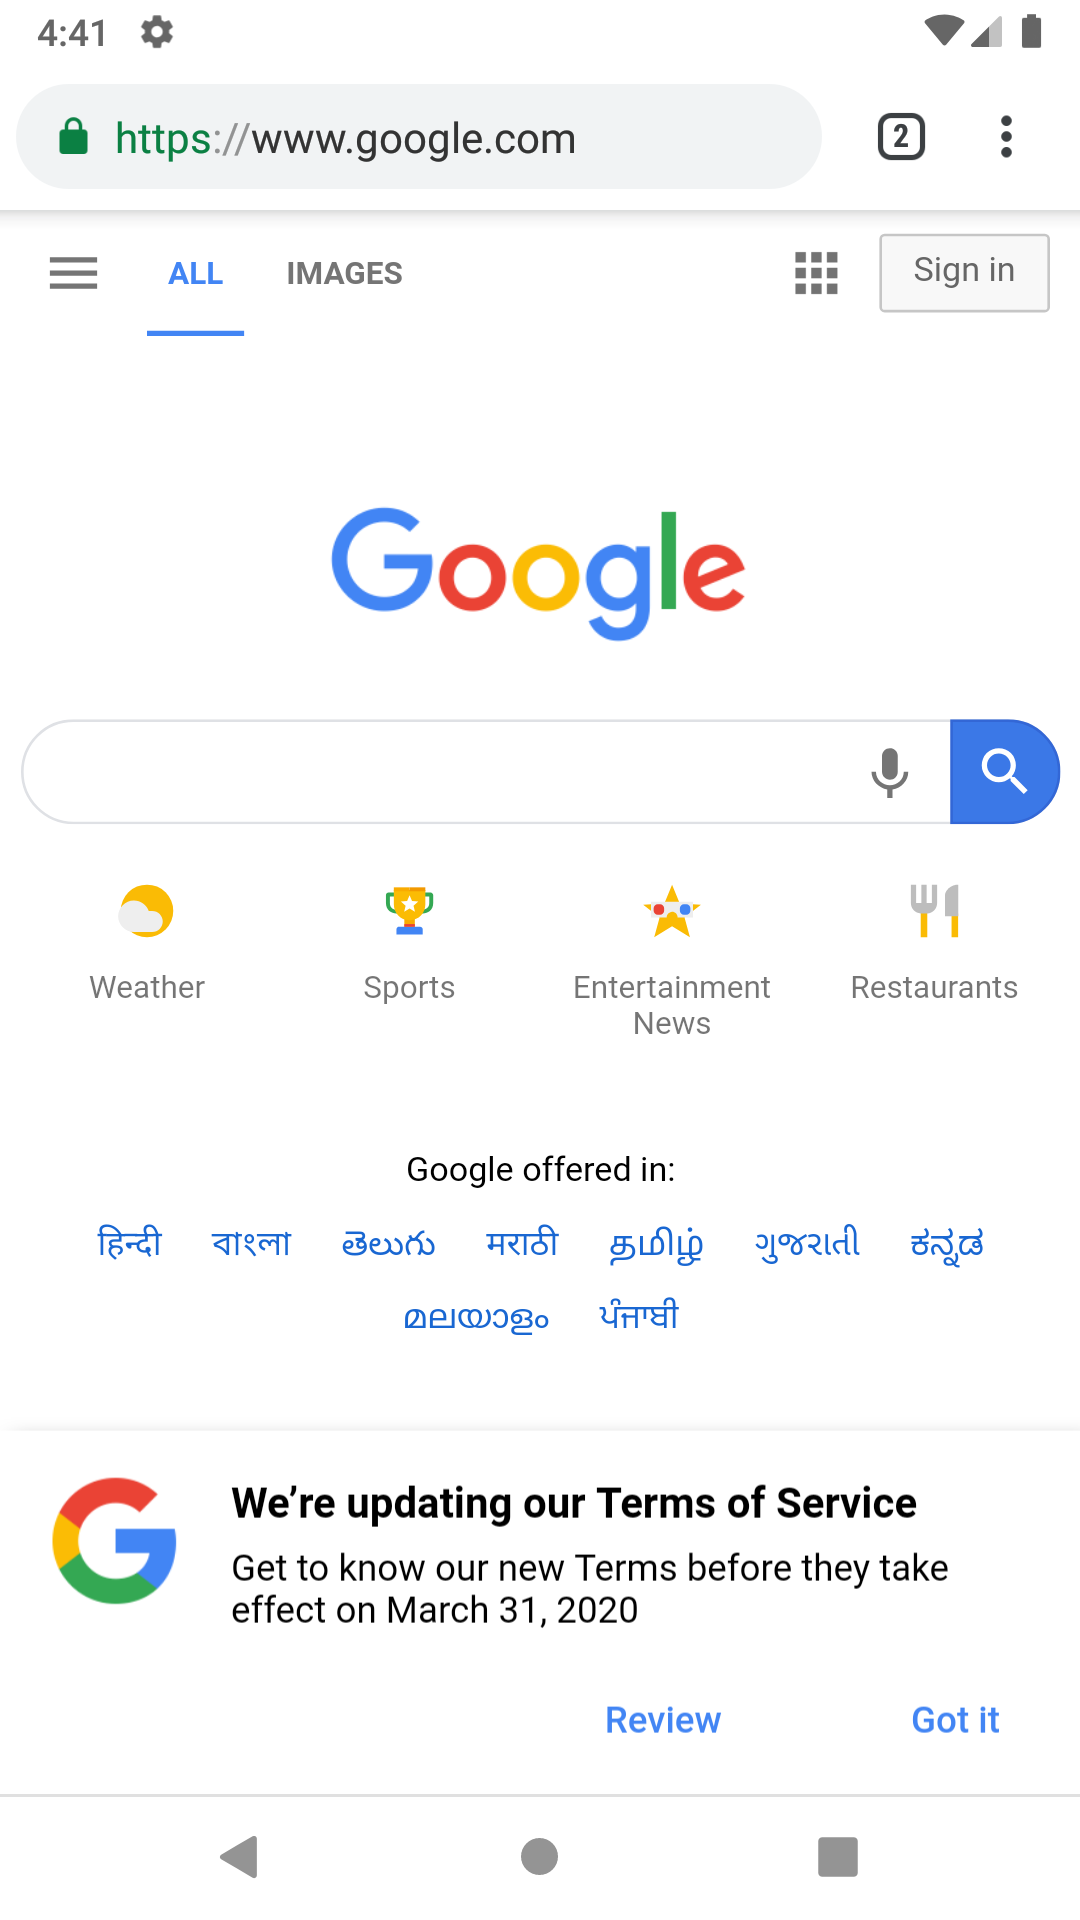 4:41
https://www.google.com
2
ALL IMAGES
Sign in
Google
Weather Sports Entertainment News Restaurants
Google offered in:
हिन्दी বাংলা తెలుగు मराठी தமிழ் ગુજરાતી ಕನ್ನಡ
മലയാളം ਪੰਜਾਬੀ
We’re updating our Terms of Service
Get to know our new Terms before they take
effect on March 31, 2020
Review Got it